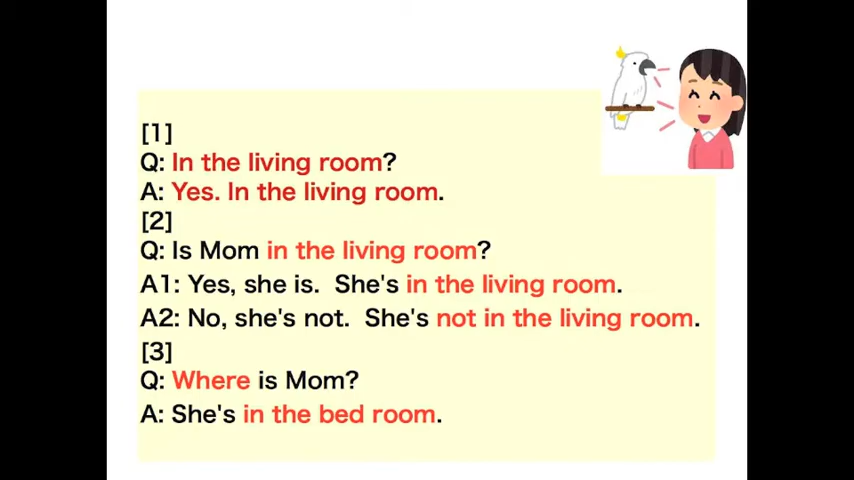 [1]
Q: In the living room?
A: Yes. In the living room.
[2]
Q: Is Mom in the living room?
A1: Yes, she is.  She's in the living room.
A2: No, she's not.  She's not in the living room.
[3]
Q: Where is Mom?
A: She's in the bed room.